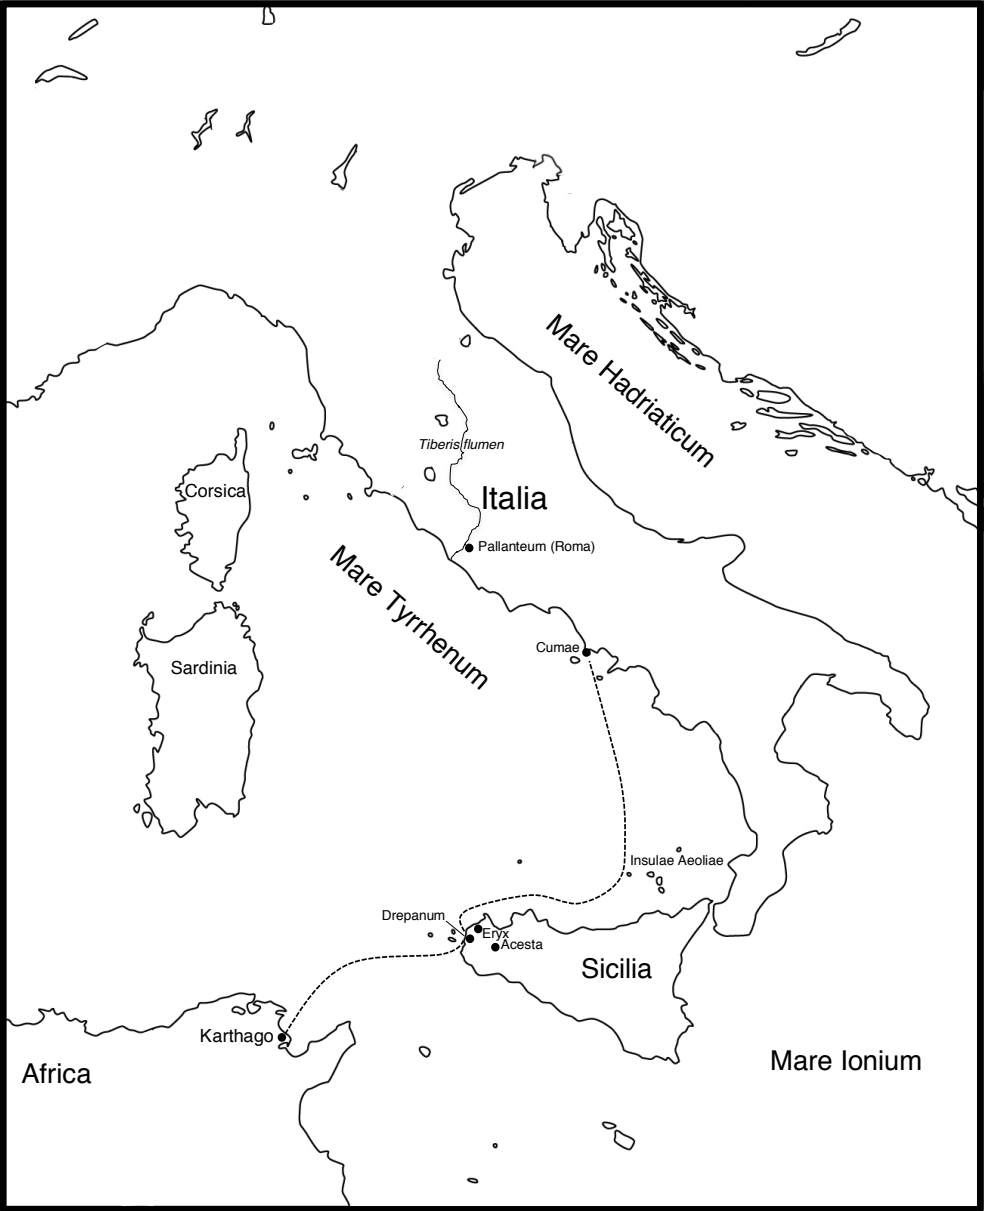 Mare Hadriaticum
Tiberis flumen
Corsica
Italia
Pallanteum (Roma)
Mare Tyrrhenum
Cumae
Sardinia
Insulae Aeoliae
Drepanum
Eryx
Acesta
Sicilia
Karthago
Africa
Mare Ionium